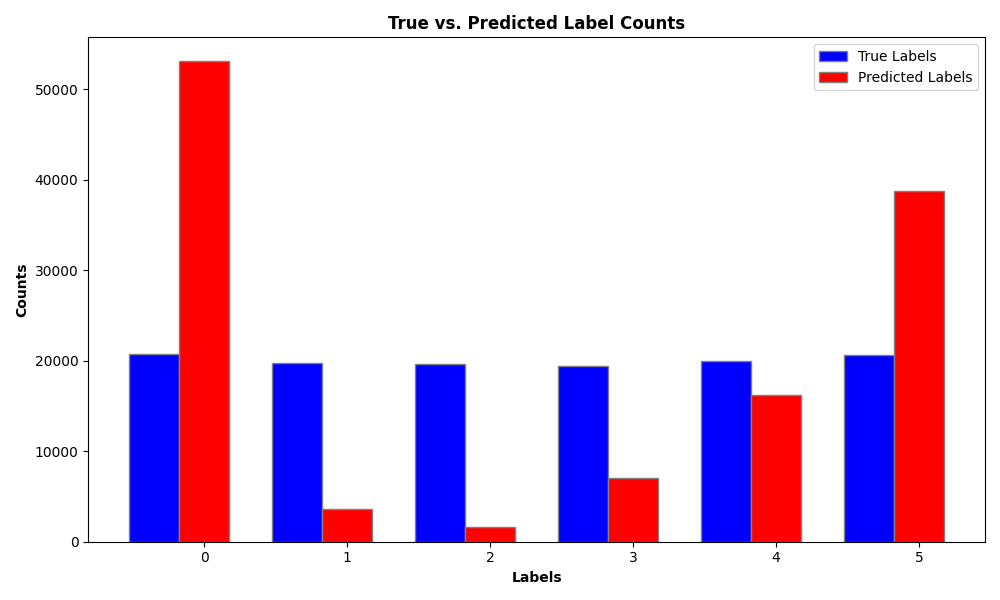 True vs. Predicted Label Counts
True Labels
Predicted Labels
50000
40000
30000
20000
10000
0
Counts
0 1 2 3 4 5
Labels